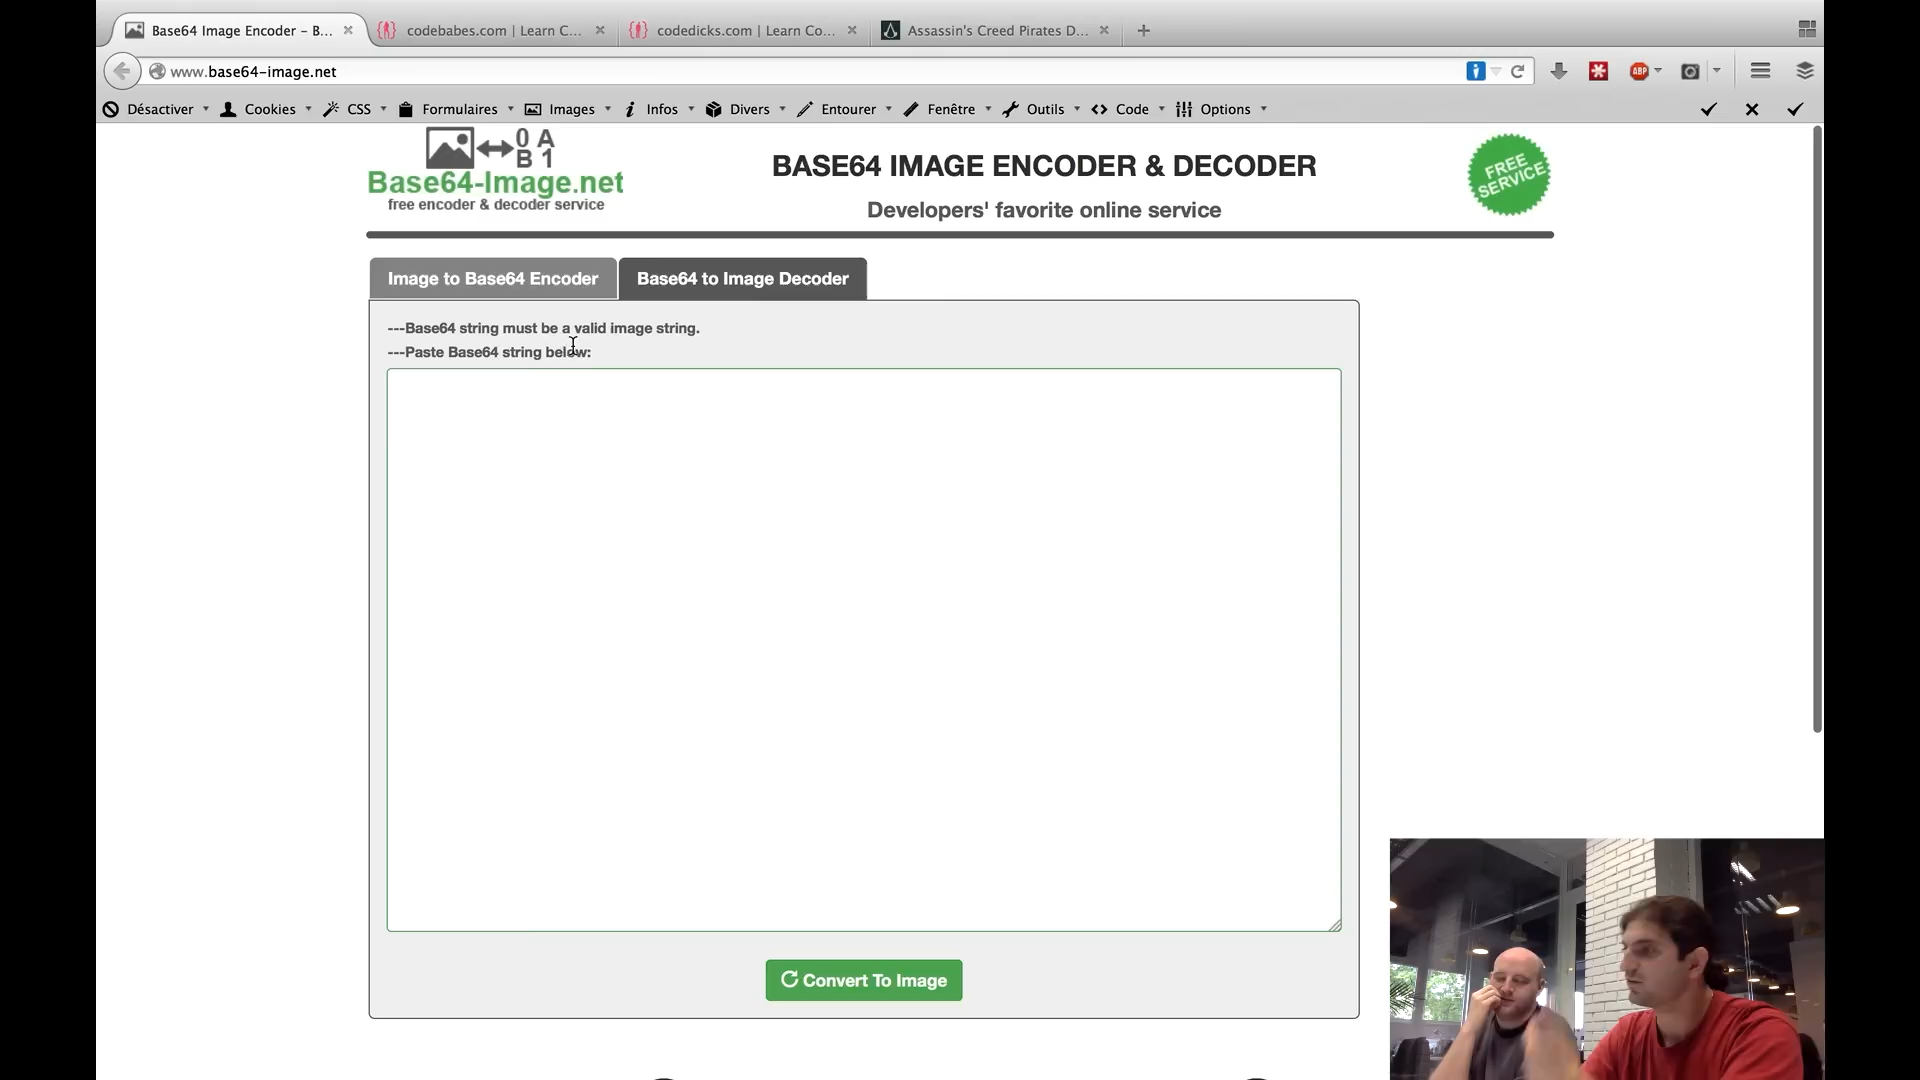 Base64 Image Encoder – B...
codebabes.com | Learn C...
codedicks.com | Learn Co...
Assassin's Creed Pirates D...
www.base64-image.net
ABP
Désactiver
Cookies
CSS
Formulaires
Images
Infos
Divers
Entourer
Fenêtre
Outils
Code
Options
0 A
B 1
Base64-Image.net
free encoder & decoder service
BASE64 IMAGE ENCODER & DECODER
Developers' favorite online service
FREE
SERVICE
Image to Base64 Encoder
Base64 to Image Decoder
---Base64 string must be a valid image string.
---Paste Base64 string below:
Convert To Image